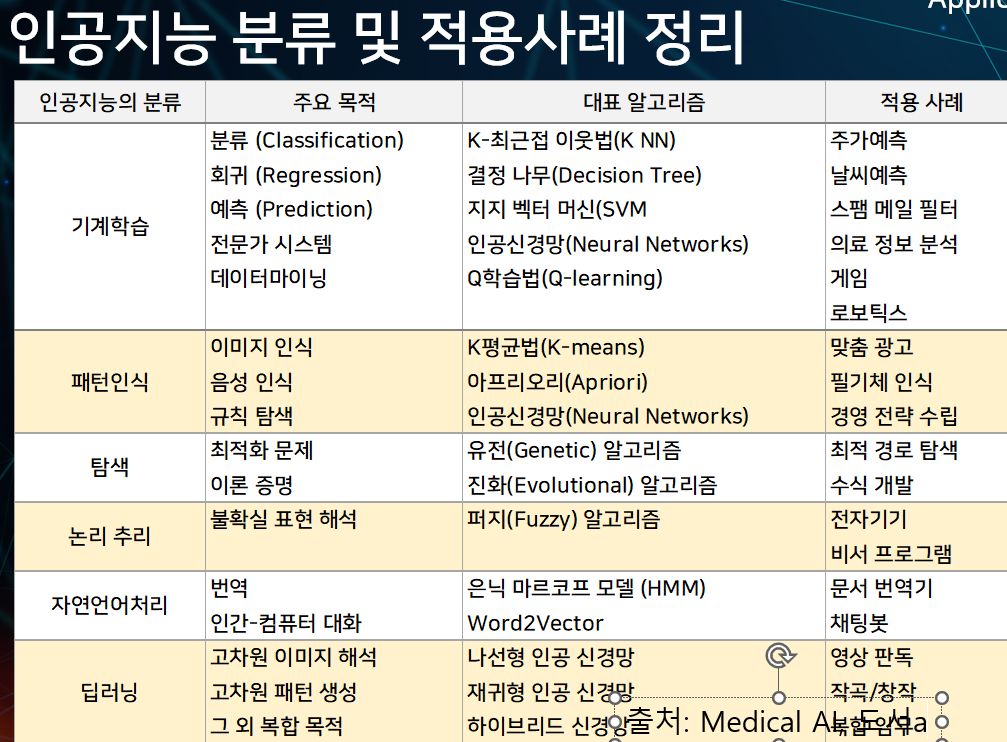 인공지능 분류 및 적용사례 정리
인공지능의 분류 주요 목적 대표 알고리즘 적용 사례
기계학습
분류 (Classification)
회귀 (Regression)
예측 (Prediction)
전문가 시스템
데이터마이닝
K-최근접 이웃법(K NN)
결정 나무(Decision Tree)
지지 벡터 머신(SVM
인공신경망(Neural Networks)
Q학습법(Q-learning)
주가예측
날씨예측
스팸 메일 필터
의료 정보 분석
게임
로보틱스
패턴인식
이미지 인식
음성 인식
규칙 탐색
K평균법(K-means)
아프리오리(Apriori)
인공신경망(Neural Networks)
맞춤 광고
필기체 인식
경영 전략 수립
탐색
최적화 문제
이론 증명
유전(Genetic) 알고리즘
진화(Evolutional) 알고리즘
최적 경로 탐색
수식 개발
논리 추리
불확실 표현 해석
퍼지(Fuzzy) 알고리즘
전자기기
비서 프로그램
자연언어처리
번역
인간-컴퓨터 대화
은닉 마르코프 모델 (HMM)
Word2Vector
문서 번역기
채팅봇
딥러닝
고차원 이미지 해석
고차원 패턴 생성
그 외 복합 목적
나선형 인공 신경망
재귀형 인공 신경망
하이브리드 신경망
영상 판독
작곡/창작
출처: Medical AI